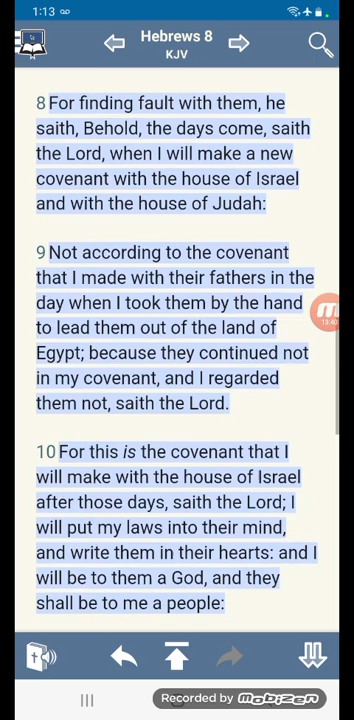 1:13
Hebrews 8
KJV
8 For finding fault with them, he
saith, Behold, the days come, saith
the Lord, when I will make a new
covenant with the house of Israel
and with the house of Judah:
9 Not according to the covenant
that I made with their fathers in the
day when I took them by the hand
to lead them out of the land of
Egypt; because they continued not
in my covenant, and I regarded
them not, saith the Lord.
10 For this is the covenant that I
will make with the house of Israel
after those days, saith the Lord; I
will put my laws into their mind,
and write them in their hearts: and I
will be to them a God, and they
shall be to me a people:
13:40
Recorded by MOBIZEN